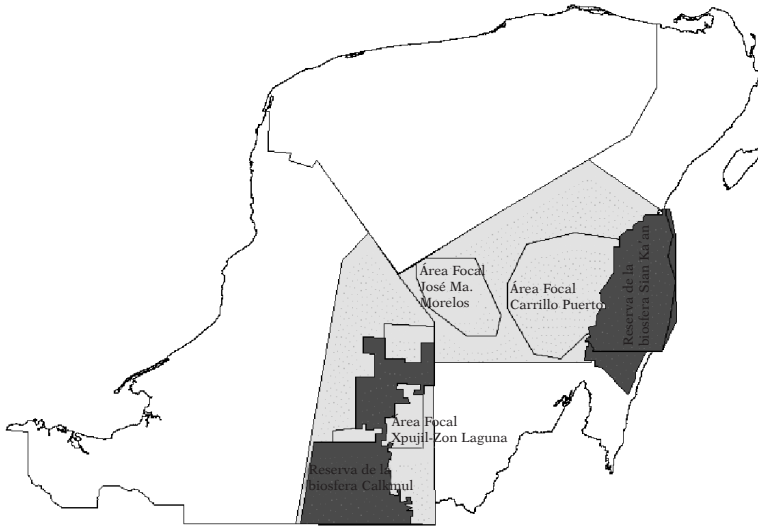 Área Focal
José Ma.
Morelos
Área Focal
Carrillo Puerto
Reserva de la
biosfera Sian Ka'an
Área Focal
Xpujil-Zon Laguna
Reserva de la
biosfera Calkmul